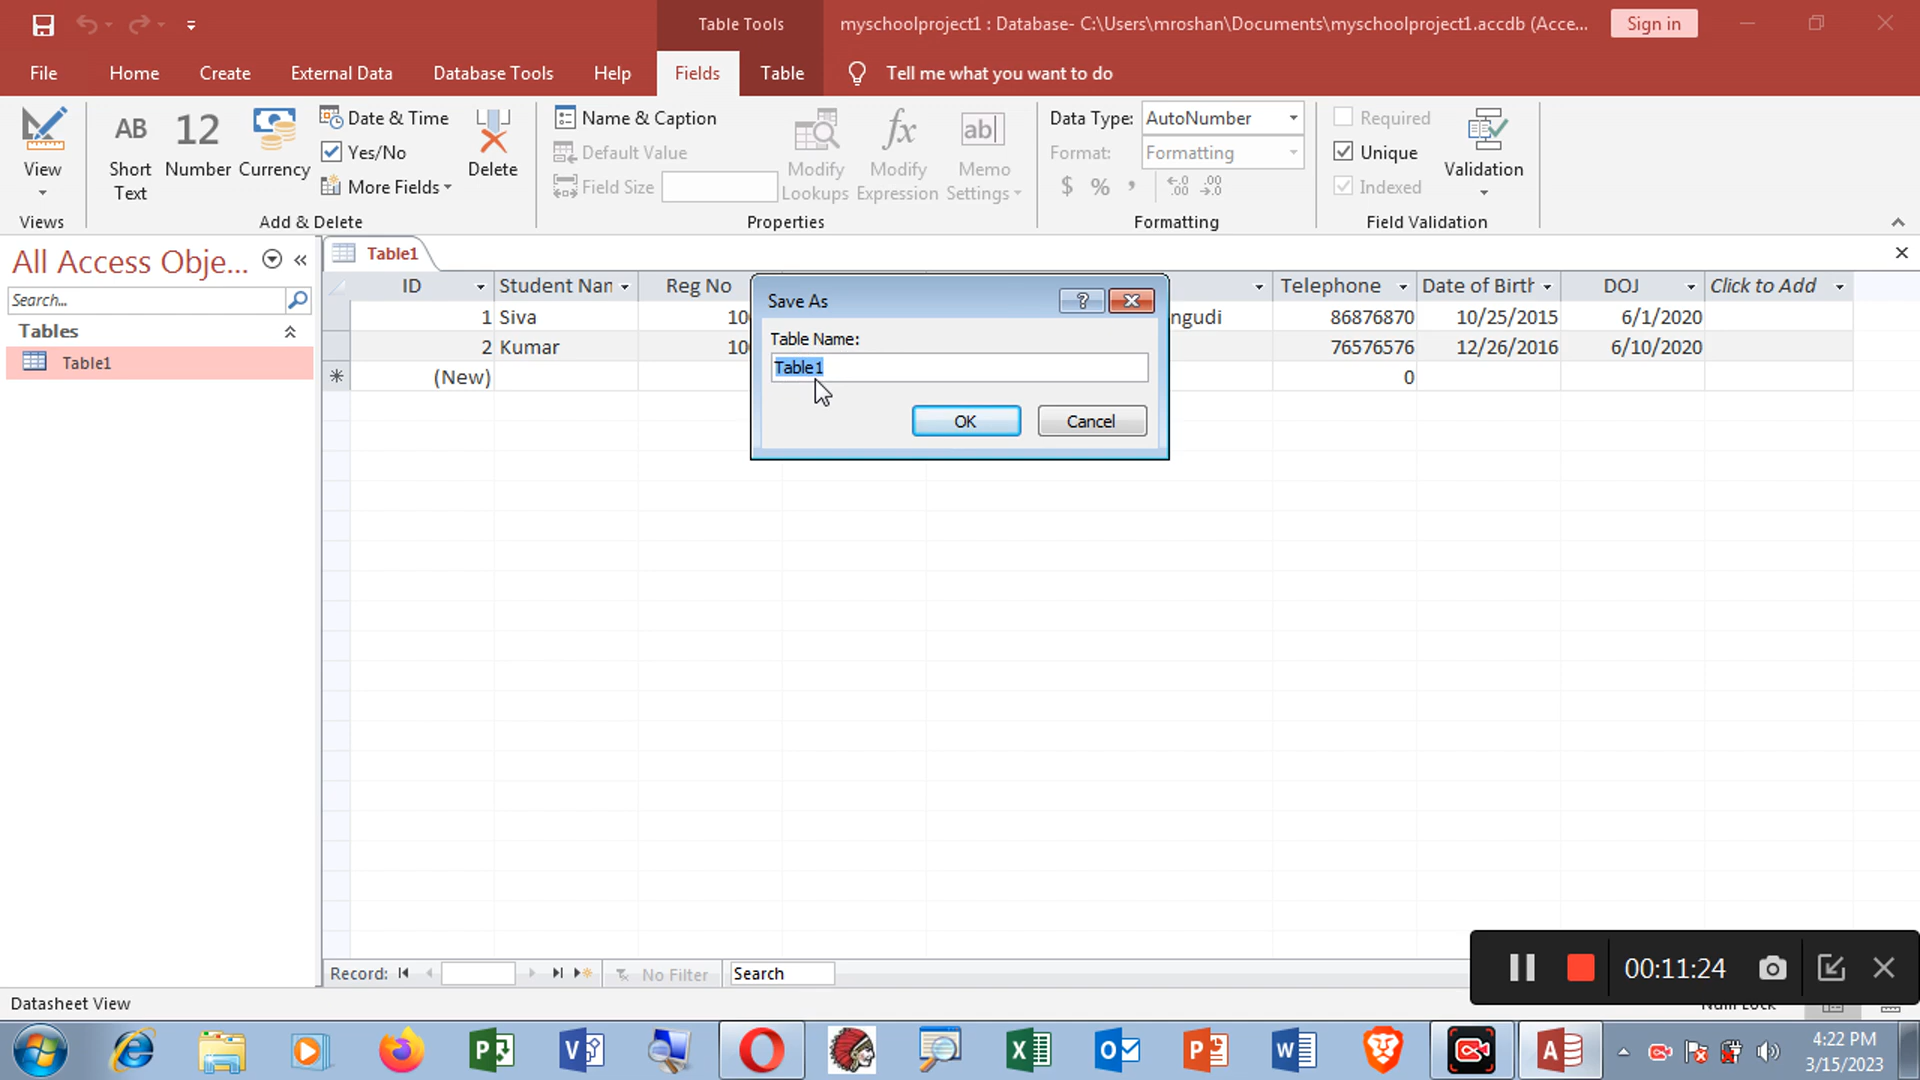 Table Tools
myschoolproject1 : Database- C:\Users\mroshan\Documents\myschoolproject1.accdb (Acce...
Sign in
File
Home
Create
External Data
Database Tools
Help
Fields
Table
Tell me what you want to do
View
Views
AB
Short
Text
12
Number
Currency
Date & Time
Yes/No
More Fields
Delete
Add & Delete
Name & Caption
Default Value
Field Size
Modify
Lookups
fx
Modify
Expression
ab|
Memo
Settings
Properties
Data Type: AutoNumber
Format: Formatting
$ % ,
Formatting
Required
Unique
Indexed
Validation
Field Validation
All Access Obje...
Search...
Tables
Table1
Table1
ID Student Nan Reg No Telephone Date of Birth DOJ Click to Add
1 Siva 10 ngudi 86876870 10/25/2015 6/1/2020
2 Kumar 10 76576576 12/26/2016 6/10/2020
(New) 0
Save As
Table Name:
Table1
OK
Cancel
Record:
No Filter
Search
00:11:24
Datasheet View
4:22 PM
3/15/2023